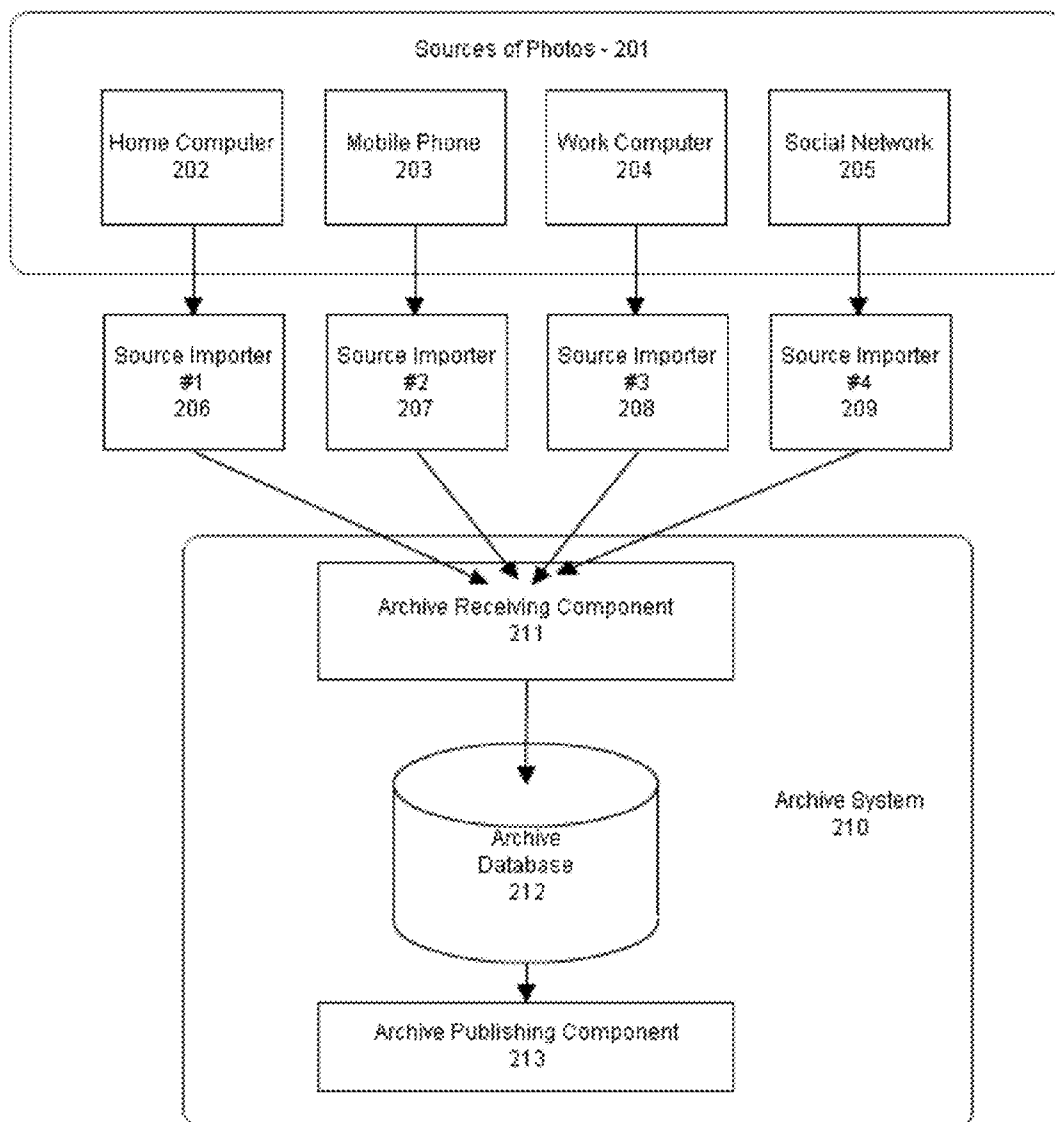 Sources of Photos - 201
Home Computer
202
Mobile Phone
203
Work Computer
204
Social Network
205
Source Importer
#1
206
Source Importer
#2
207
Source Importer
#3
208
Source Importer
#4
209
Archive Receiving Component
211
Archive
Database
212
Archive System
210
Archive Publishing Component
213